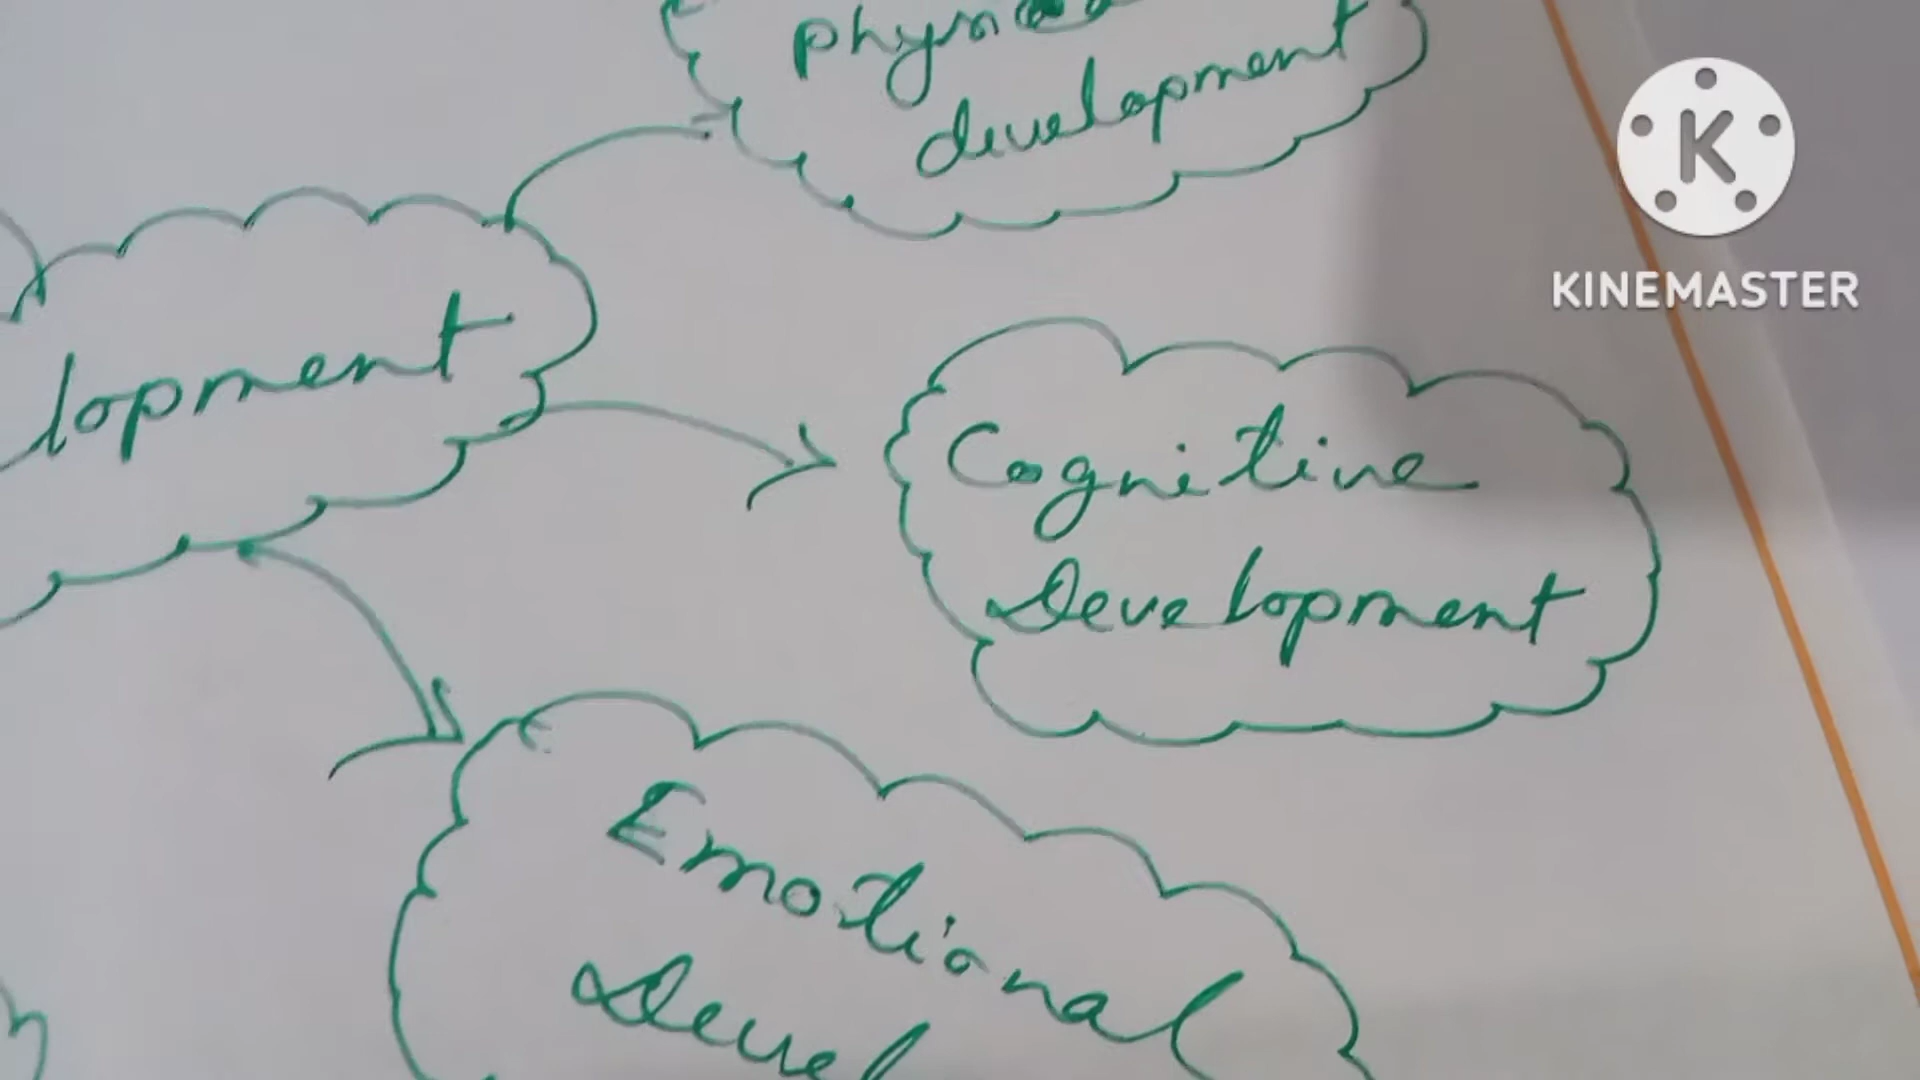 development
lopment
Cognitive
Development
Emotional
K
KINEMASTER